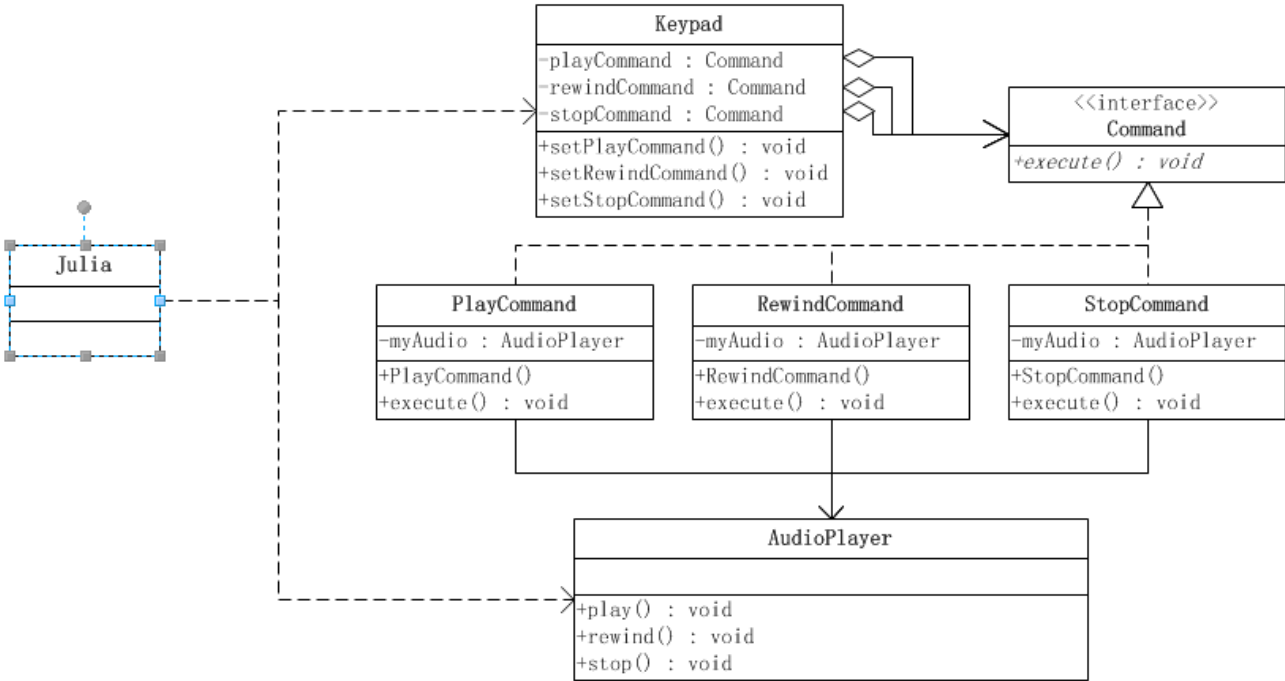 Keypad
-playCommand : Command
-rewindCommand : Command
-stopCommand : Command
+setPlayCommand() : void
+setRewindCommand() : void
+setStopCommand() : void
<<interface>>
Command
+execute() : void
Julia
PlayCommand
-myAudio : AudioPlayer
+PlayCommand()
+execute() : void
RewindCommand
-myAudio : AudioPlayer
+RewindCommand()
+execute() : void
StopCommand
-myAudio : AudioPlayer
+StopCommand()
+execute() : void
AudioPlayer
+play() : void
+rewind() : void
+stop() : void